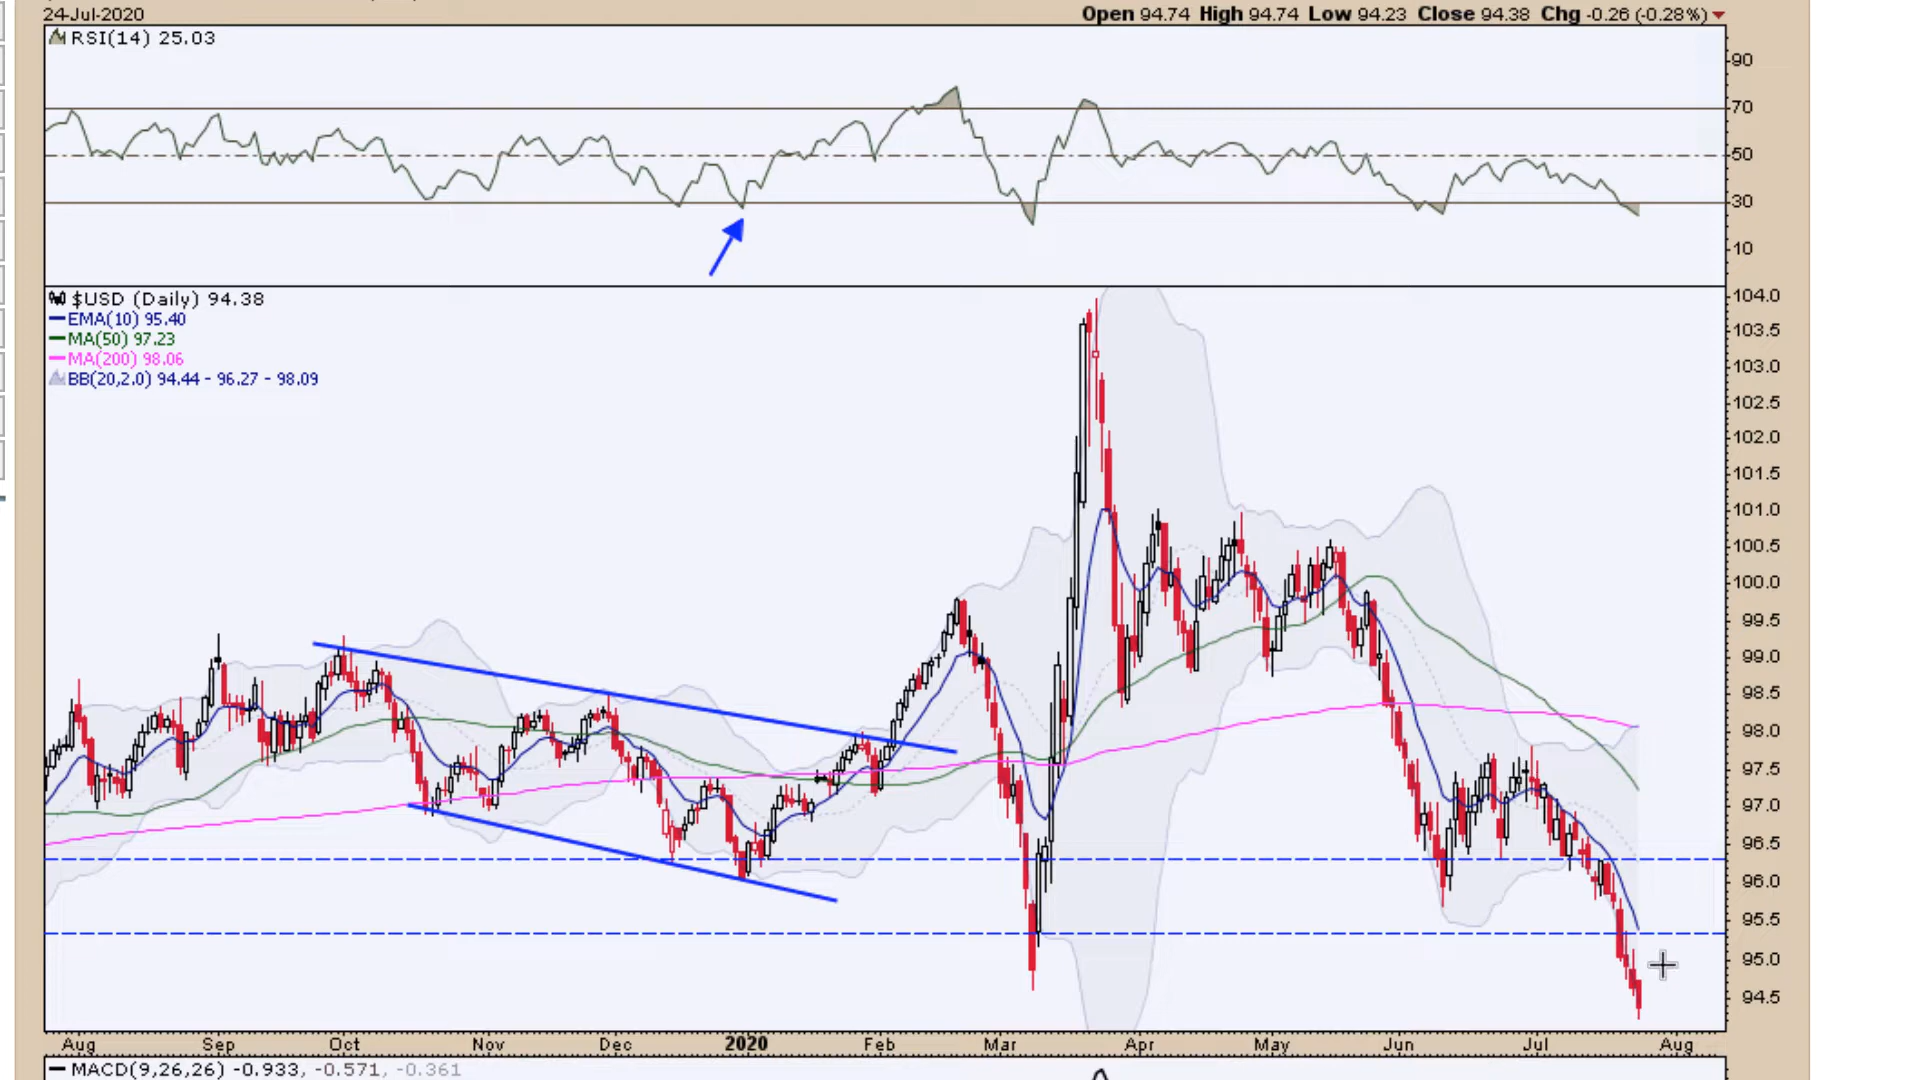 24-Jul-2020
Open 94.74 High 94.74 Low 94.23 Close 94.38 Chg -0.26 (-0.28%)
RSI(14) 25.03
90
70
50
30
10
$USD (Daily) 94.38
EMA(10) 95.40
MA(50) 97.23
MA(200) 98.06
BB(20,2.0) 94.44 - 96.27 - 98.09
104.0
103.5
103.0
102.5
102.0
101.5
101.0
100.5
100.0
99.5
99.0
98.5
98.0
97.5
97.0
96.5
96.0
95.5
95.0
94.5
Aug Sep Oct Nov Dec 2020 Feb Mar Apr May Jun Jul Aug
MACD(9,26,26) -0.933, -0.571, -0.361